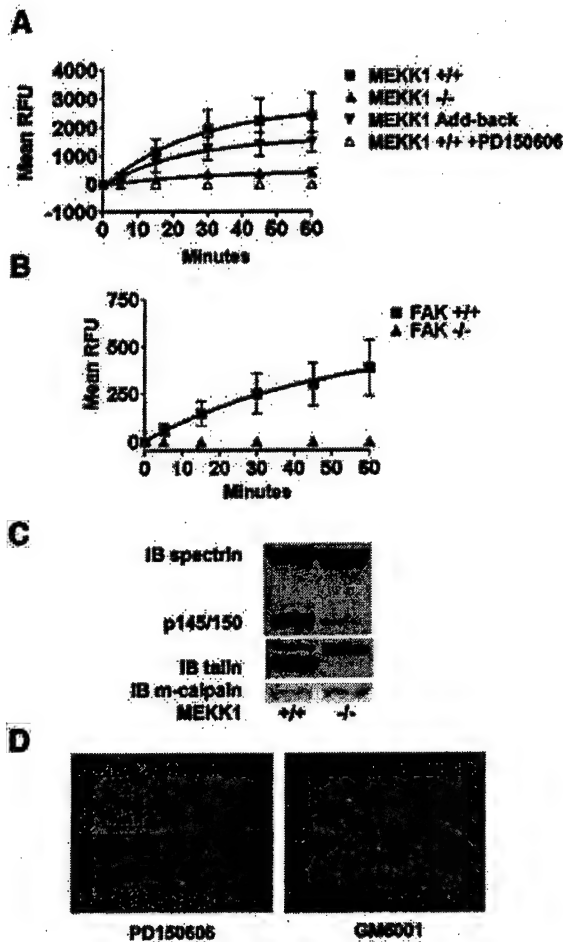 A
4000
3000
2000
1000
0
-1000
Mean RFU
0 10 20 30 40 50 60
Minutes
MEKK1 +/+
MEKK1 -/-
MEKK1 Add-back
MEKK1 +/+ +PD150606
B
750
500
250
0
Mean RFU
0 10 20 30 40 50 60
Minutes
FAK +/+
FAK -/-
C
IB spectrin
p145/150
IB talin
IB m-calpain
MEKK1 +/+ -/-
D
PD150606
GM6001